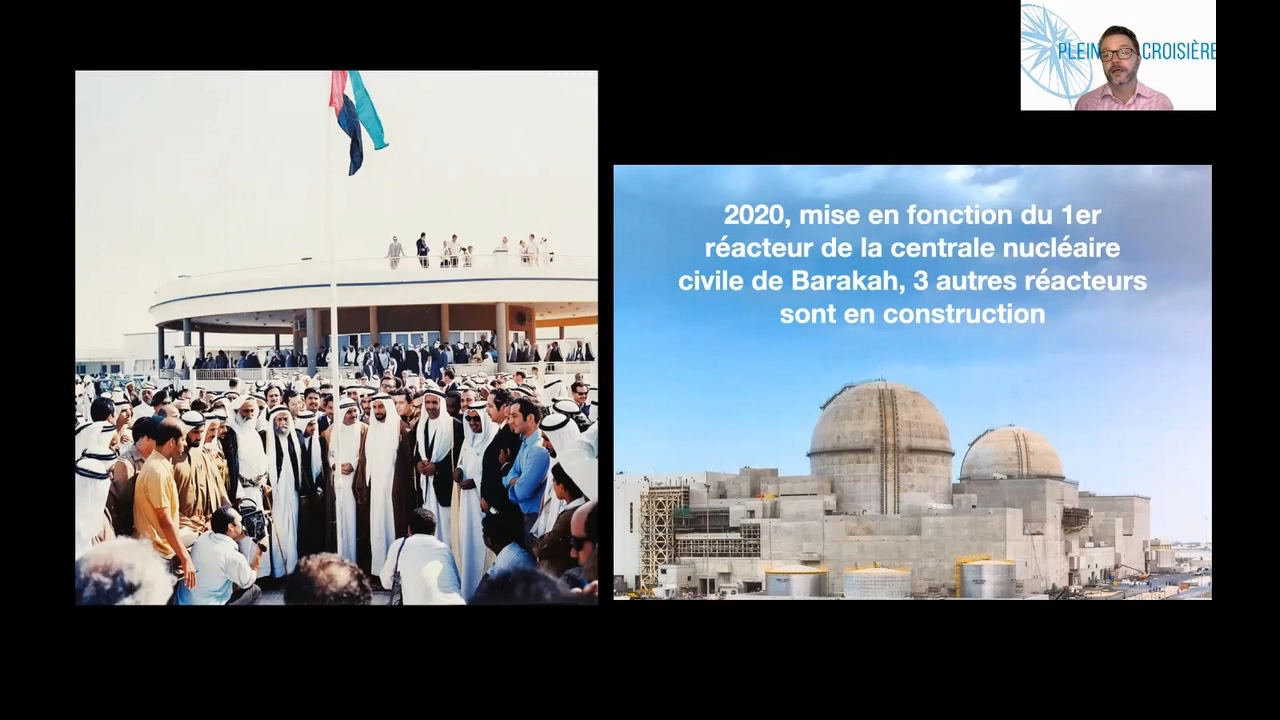 PLEIN CROISIÈRE
2020, mise en fonction du 1er
réacteur de la centrale nucléaire
civile de Barakah, 3 autres réacteurs
sont en construction